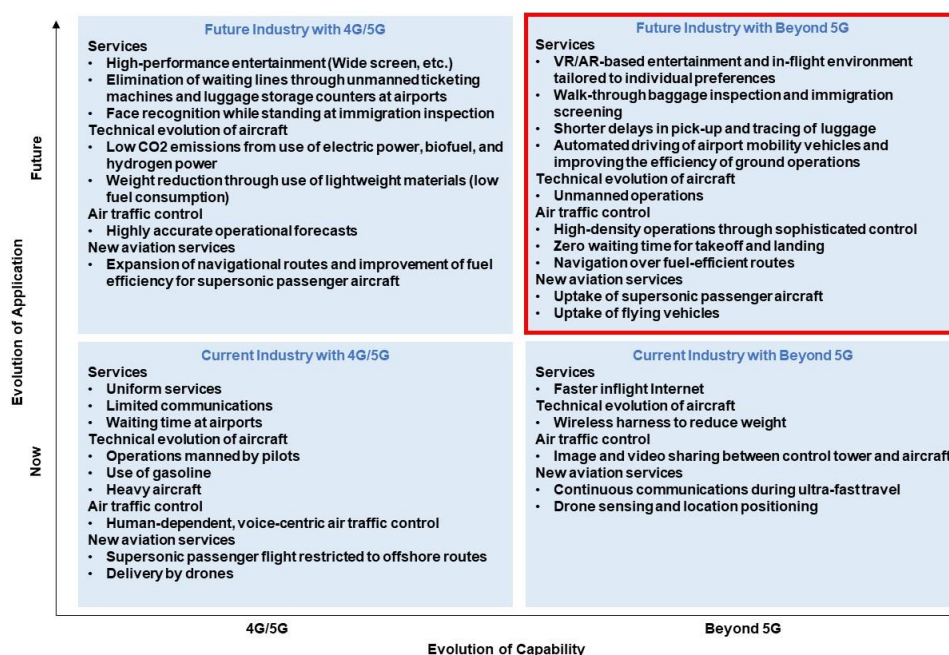 Evolution of Application
Future
Now
Future Industry with 4G/5G
Services
• High-performance entertainment (Wide screen, etc.)
• Elimination of waiting lines through unmanned ticketing
machines and luggage storage counters at airports
• Face recognition while standing at immigration inspection
Technical evolution of aircraft
• Low CO2 emissions from use of electric power, biofuel, and
hydrogen power
• Weight reduction through use of lightweight materials (low
fuel consumption)
Air traffic control
• Highly accurate operational forecasts
New aviation services
• Expansion of navigational routes and improvement of fuel
efficiency for supersonic passenger aircraft
Future Industry with Beyond 5G
Services
• VR/AR-based entertainment and in-flight environment
tailored to individual preferences
• Walk-through baggage inspection and immigration
screening
• Shorter delays in pick-up and tracing of luggage
• Automated driving of airport mobility vehicles and
improving the efficiency of ground operations
Technical evolution of aircraft
• Unmanned operations
Air traffic control
• High-density operations through sophisticated control
• Zero waiting time for takeoff and landing
• Navigation over fuel-efficient routes
New aviation services
• Uptake of supersonic passenger aircraft
• Uptake of flying vehicles
Current Industry with 4G/5G
Services
• Uniform services
• Limited communications
• Waiting time at airports
Technical evolution of aircraft
• Operations manned by pilots
• Use of gasoline
• Heavy aircraft
Air traffic control
• Human-dependent, voice-centric air traffic control
New aviation services
• Supersonic passenger flight restricted to offshore routes
• Delivery by drones
Current Industry with Beyond 5G
Services
• Faster inflight Internet
Technical evolution of aircraft
• Wireless harness to reduce weight
Air traffic control
• Image and video sharing between control tower and aircraft
New aviation services
• Continuous communications during ultra-fast travel
• Drone sensing and location positioning
4G/5G
Beyond 5G
Evolution of Capability